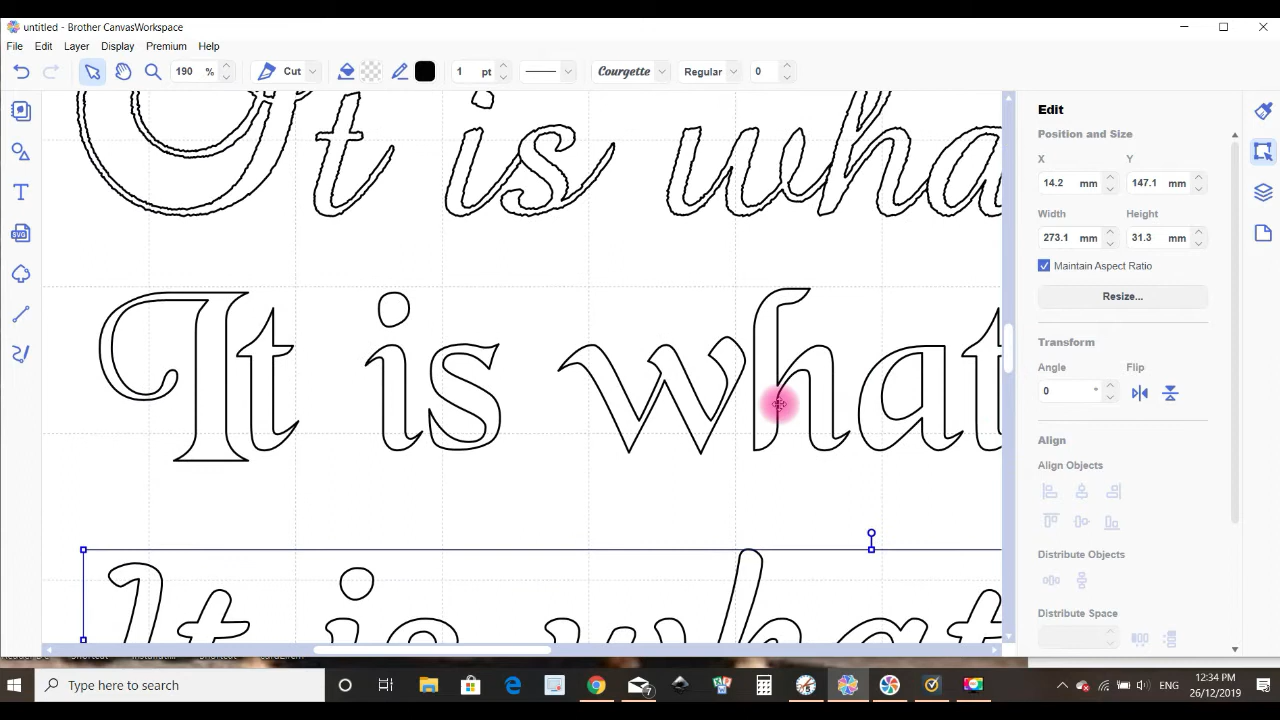 untitled - Brother CanvasWorkspace
File Edit Layer Display Premium Help
190 % Cut 1 pt Courgette Regular 0
Edit
Position and Size
X Y
14.2 mm 147.1 mm
Width Height
273.1 mm 31.3 mm
Maintain Aspect Ratio
Resize...
Transform
Angle Flip
0 °
Align
Align Objects
Distribute Objects
Distribute Space
T
SVG
It is wha
It is what
It is what
Type here to search
7
ENG
12:34 PM
26/12/2019